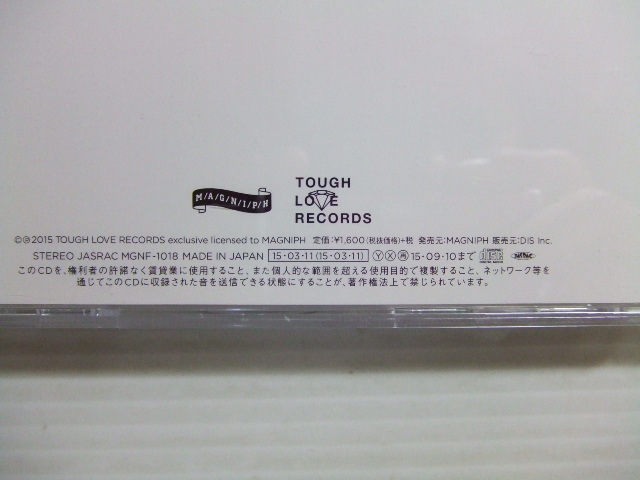 M/A/G/N/I/P/H
TOUGH
LOVE
RECORDS
©℗2015 TOUGH LOVE RECORDS exclusive licensed to MAGNIPH 定価:¥1,600(税抜価格)+税 発売元:MAGNIPH 販売元:DIS Inc.
STEREO JASRAC MGNF-1018 MADE IN JAPAN 15・03・11(15・03・11) Y X 再 15・09・10まで
このCDを、権利者の許諾なく賃貸業に使用すること、また個人的な範囲を超える使用目的で複製すること、ネットワーク等を
通じてこのCDに収録された音を送信できる状態にすることが、著作権法上で禁じられています。